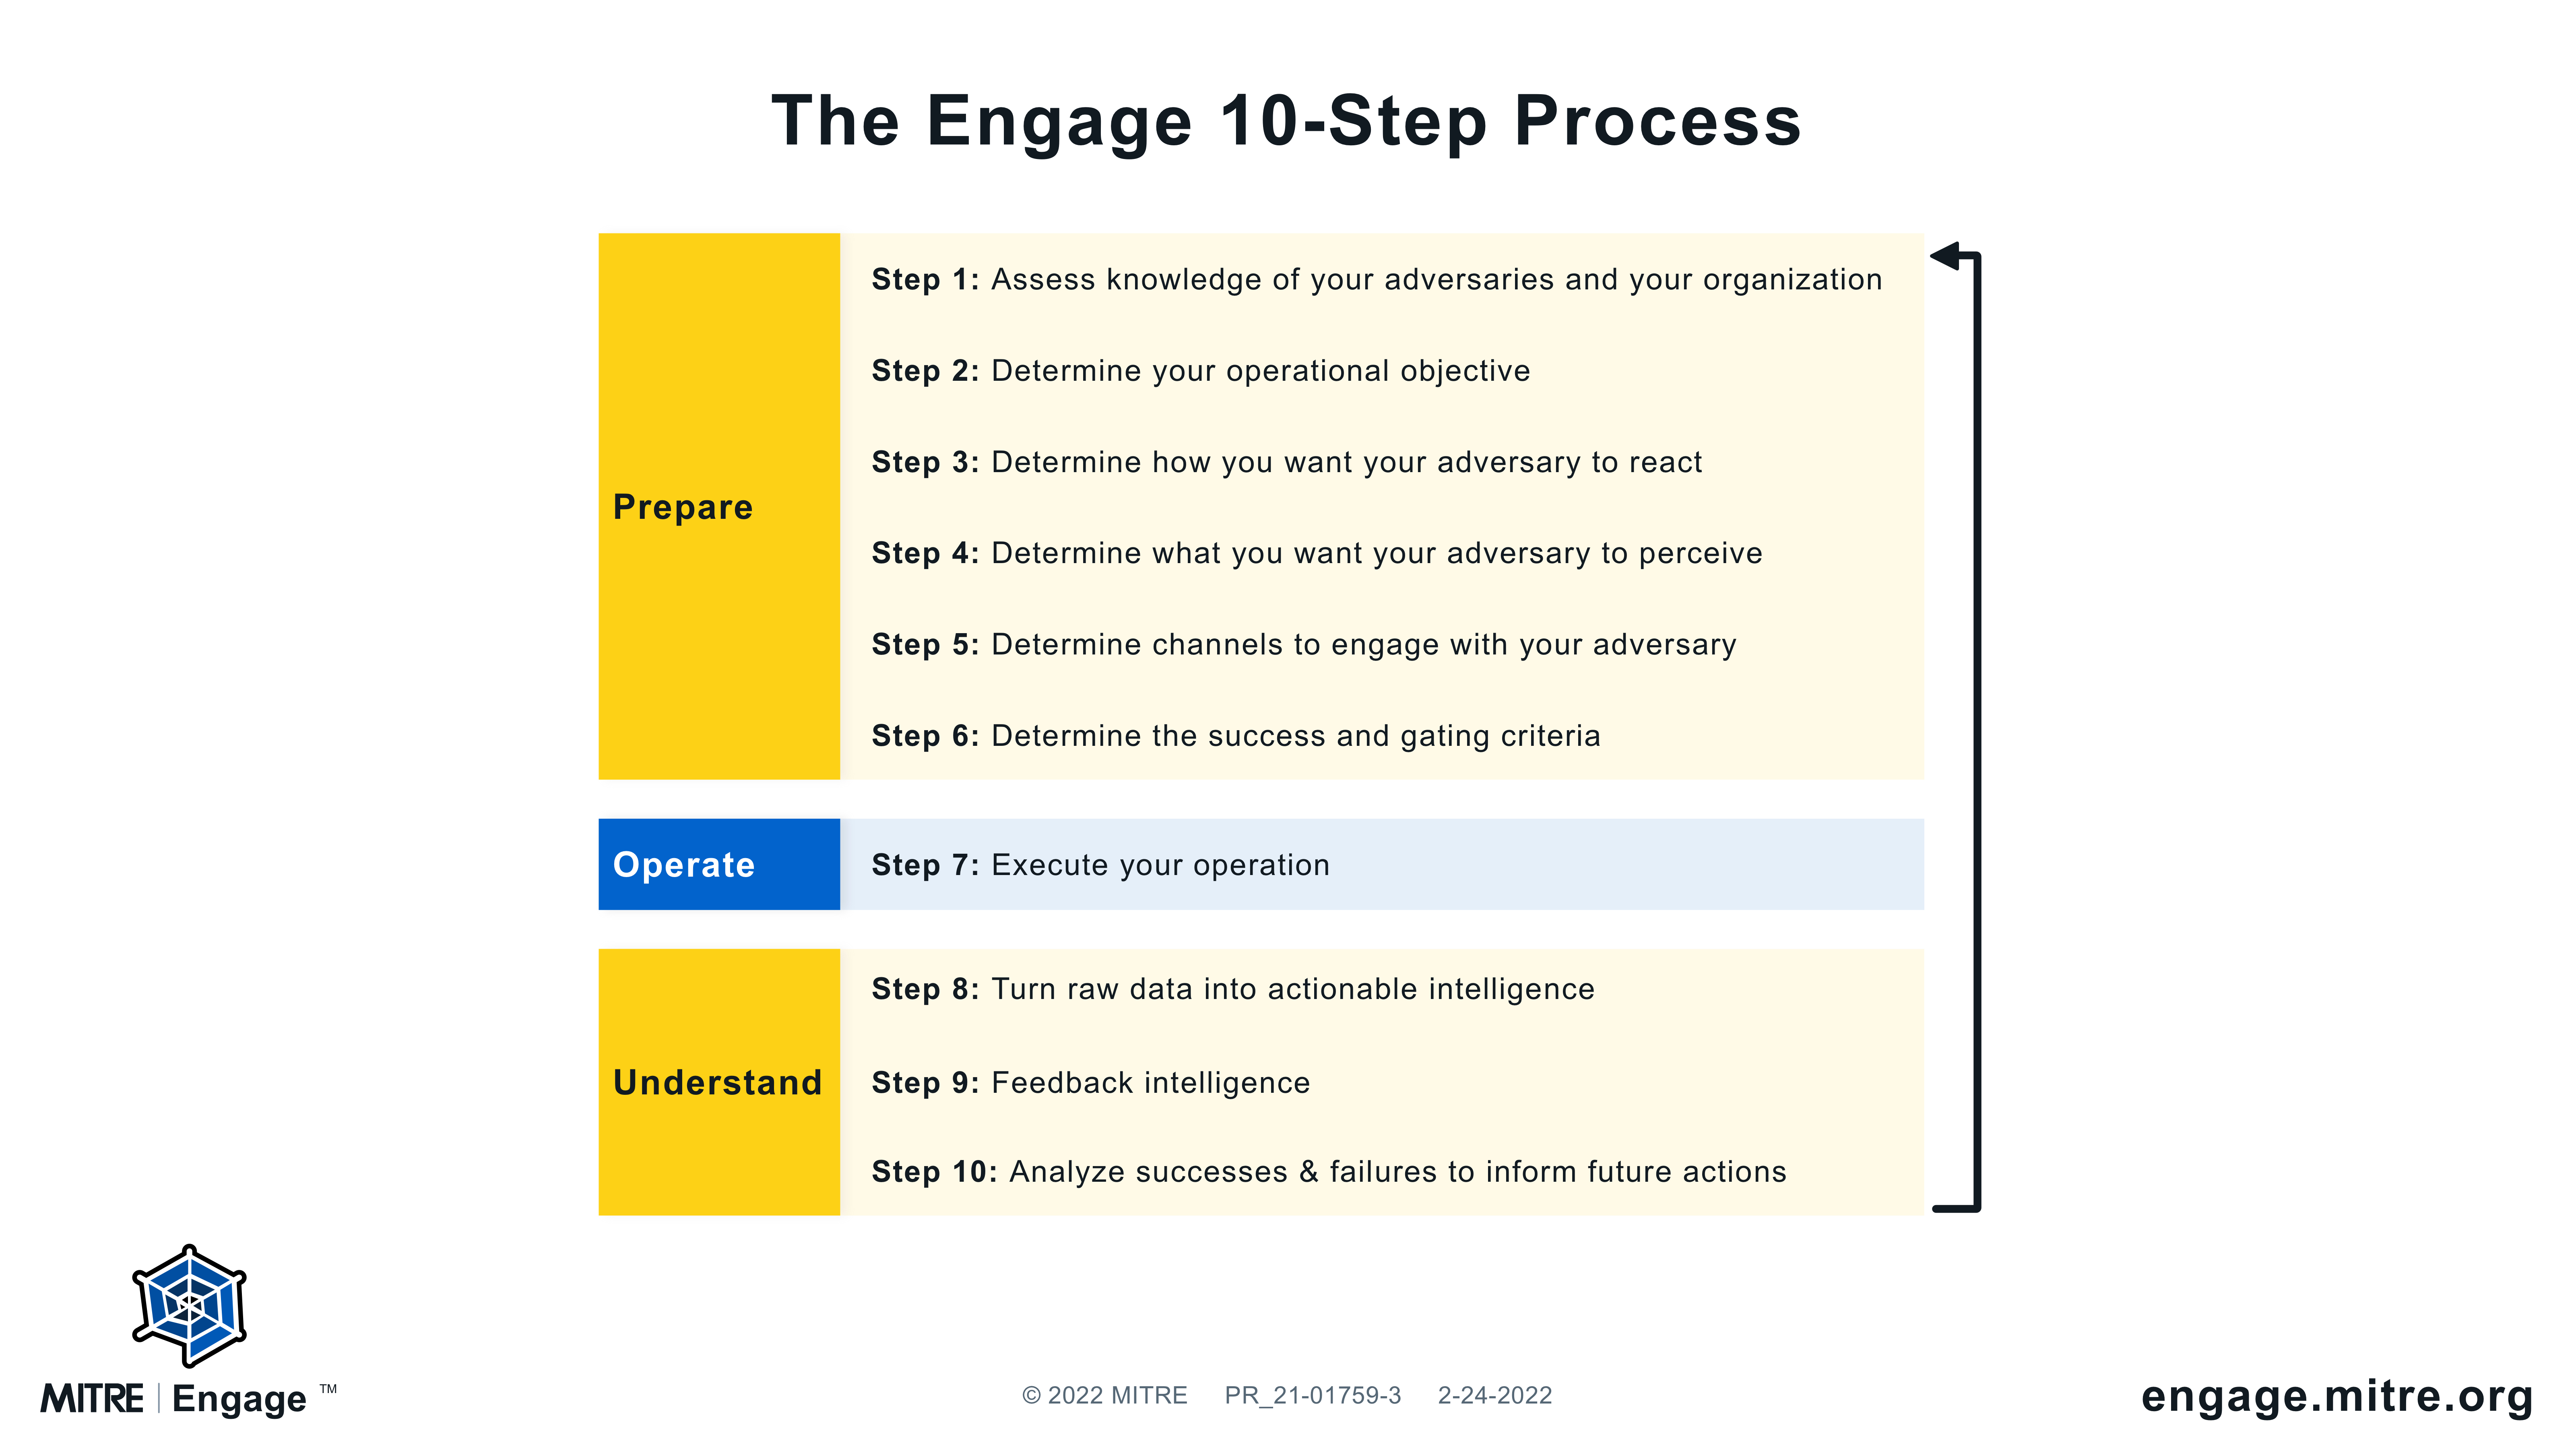 The Engage 10-Step Process
Prepare
Step 1: Assess knowledge of your adversaries and your organization
Step 2: Determine your operational objective
Step 3: Determine how you want your adversary to react
Step 4: Determine what you want your adversary to perceive
Step 5: Determine channels to engage with your adversary
Step 6: Determine the success and gating criteria
Operate
Step 7: Execute your operation
Understand
Step 8: Turn raw data into actionable intelligence
Step 9: Feedback intelligence
Step 10: Analyze successes & failures to inform future actions
MITRE | Engage ™
© 2022 MITRE PR_21-01759-3 2-24-2022
engage.mitre.org